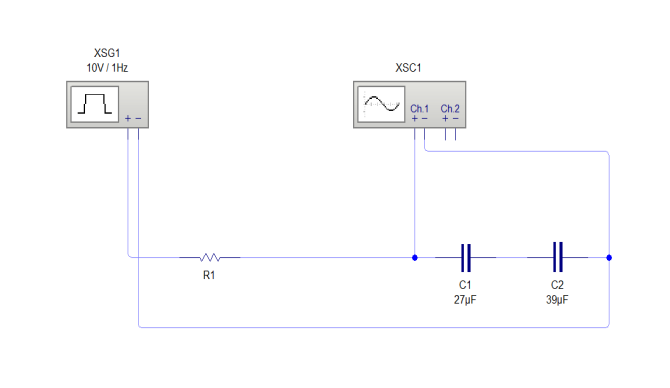 XSG1
10V / 1Hz
XSC1
Ch.1
Ch.2
+ −
+ −
+ −
R1
C1
27µF
C2
39µF